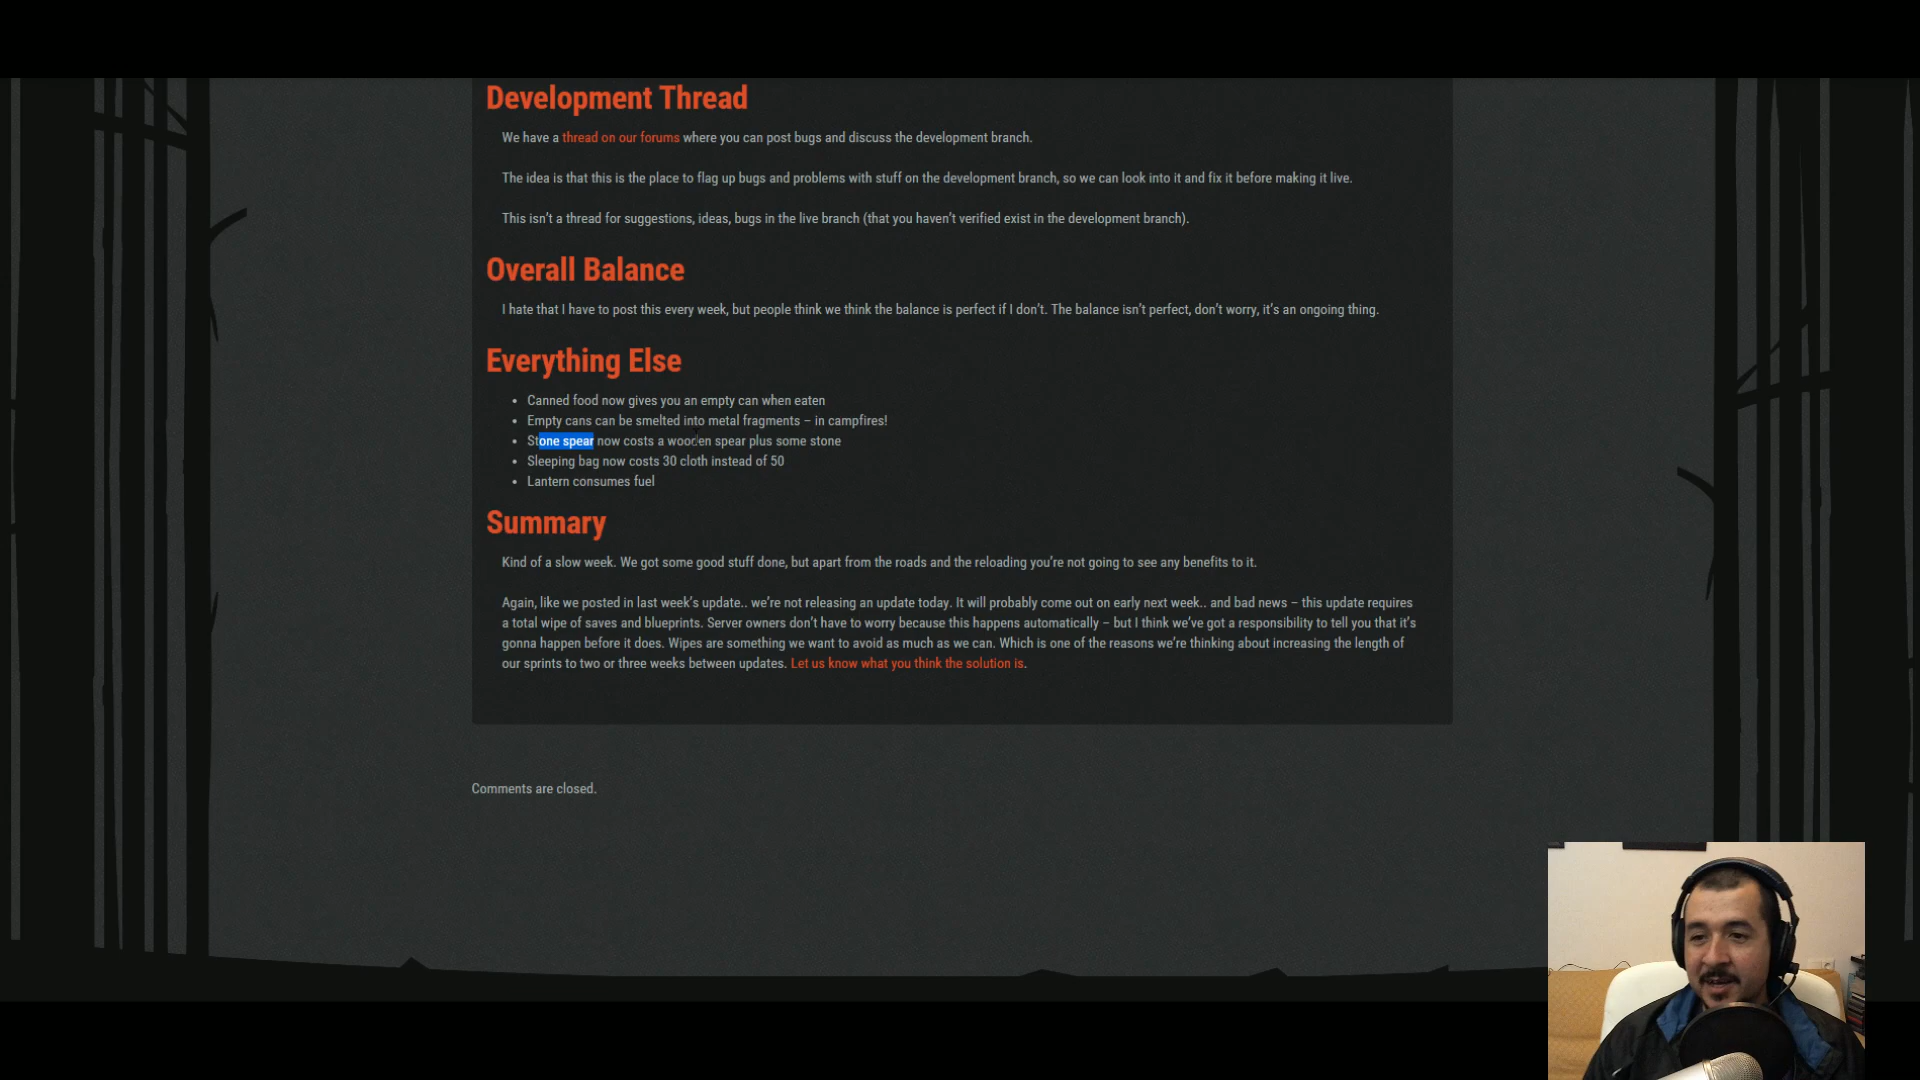 Development Thread
We have a thread on our forums where you can post bugs and discuss the development branch.
The idea is that this is the place to flag up bugs and problems with stuff on the development branch, so we can look into it and fix it before making it live.
This isn't a thread for suggestions, ideas, bugs in the live branch (that you haven't verified exist in the development branch).
Overall Balance
I hate that I have to post this every week, but people think we think the balance is perfect if I don't. The balance isn't perfect, don't worry, it's an ongoing thing.
Everything Else
• Canned food now gives you an empty can when eaten
• Empty cans can be smelted into metal fragments – in campfires!
• Stone spear now costs a wooden spear plus some stone
• Sleeping bag now costs 30 cloth instead of 50
• Lantern consumes fuel
Summary
Kind of a slow week. We got some good stuff done, but apart from the roads and the reloading you're not going to see any benefits to it.
Again, like we posted in last week's update.. we're not releasing an update today. It will probably come out on early next week.. and bad news – this update requires
a total wipe of saves and blueprints. Server owners don't have to worry because this happens automatically – but I think we've got a responsibility to tell you that it's
gonna happen before it does. Wipes are something we want to avoid as much as we can. Which is one of the reasons we're thinking about increasing the length of
our sprints to two or three weeks between updates. Let us know what you think the solution is.
Comments are closed.